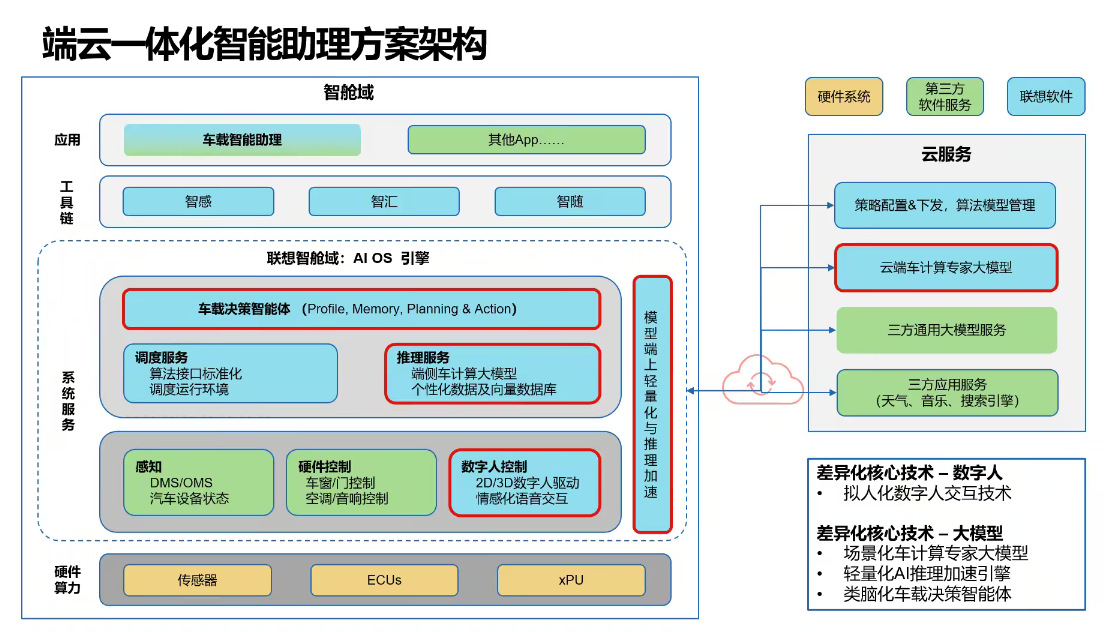 端云一体化智能助理方案架构
智舱域
应用
车载智能助理
其他App……
工具链
智感
智汇
智随
联想智舱域：AI OS 引擎
系统服务
车载决策智能体 （Profile, Memory, Planning & Action）
调度服务
算法接口标准化
调度运行环境
推理服务
端侧车计算大模型
个性化数据及向量数据库
感知
DMS/OMS
汽车设备状态
硬件控制
车窗/门控制
空调/音响控制
数字人控制
2D/3D数字人驱动
情感化语音交互
模型端上轻量化与推理加速
硬件
算力
传感器
ECUs
xPU
硬件系统
第三方
软件服务
联想软件
云服务
策略配置&下发，算法模型管理
云端车计算专家大模型
三方通用大模型服务
三方应用服务
（天气、音乐、搜索引擎）
差异化核心技术 – 数字人
• 拟人化数字人交互技术
差异化核心技术 – 大模型
• 场景化车计算专家大模型
• 轻量化AI推理加速引擎
• 类脑化车载决策智能体